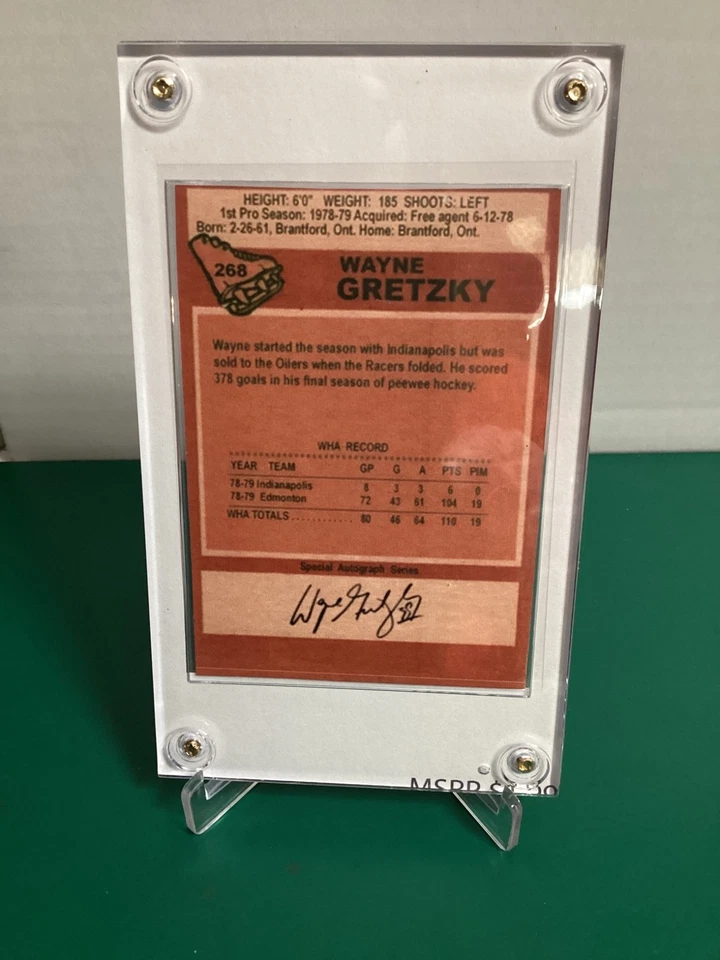 HEIGHT: 6'0" WEIGHT: 185 SHOOTS: LEFT
1st Pro Season: 1978-79 Acquired: Free agent 6-12-78
Born: 2-26-61, Brantford, Ont. Home: Brantford, Ont.
268
WAYNE
GRETZKY
Wayne started the season with Indianapolis but was
sold to the Oilers when the Racers folded. He scored
378 goals in his final season of peewee hockey.
WHA RECORD
YEAR TEAM GP G A PTS PIM
78-79 Indianapolis 8 3 3 6 0
78-79 Edmonton 72 43 61 104 19
WHA TOTALS............ 80 46 64 110 19
Special Autograph Series
Wayne Gretzky
MSRP